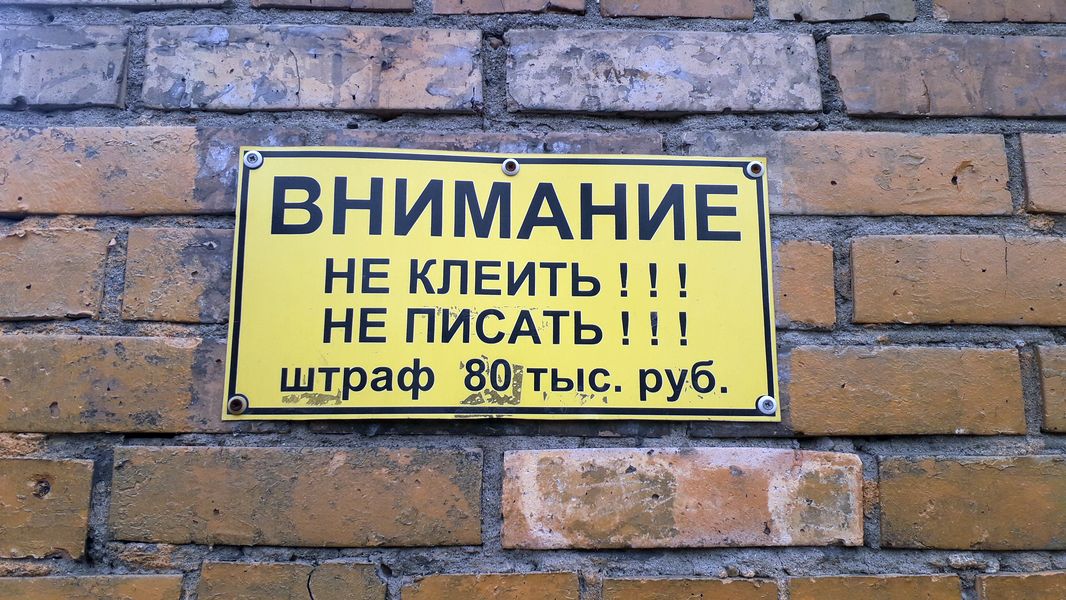 ВНИМАНИЕ
НЕ КЛЕИТЬ ! ! !
НЕ ПИСАТЬ ! ! !
штраф 80 тыс. руб.